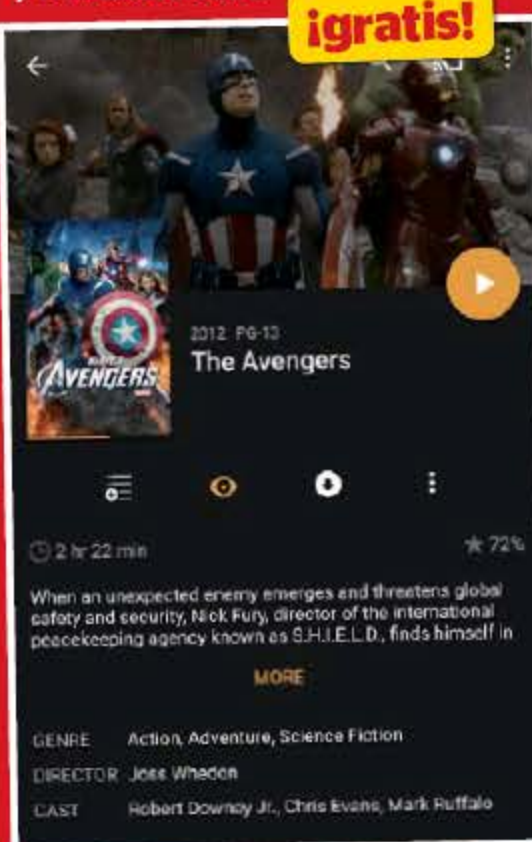 ¡gratis!
MARVEL
AVENGERS
2012 PG-13
The Avengers
2 hr 22 min
72%
When an unexpected enemy emerges and threatens global
safety and security, Nick Fury, director of the international
peacekeeping agency known as S.H.I.E.L.D., finds himself in
MORE
GENRE Action, Adventure, Science Fiction
DIRECTOR Joss Whedon
CAST Robert Downey Jr., Chris Evans, Mark Ruffalo